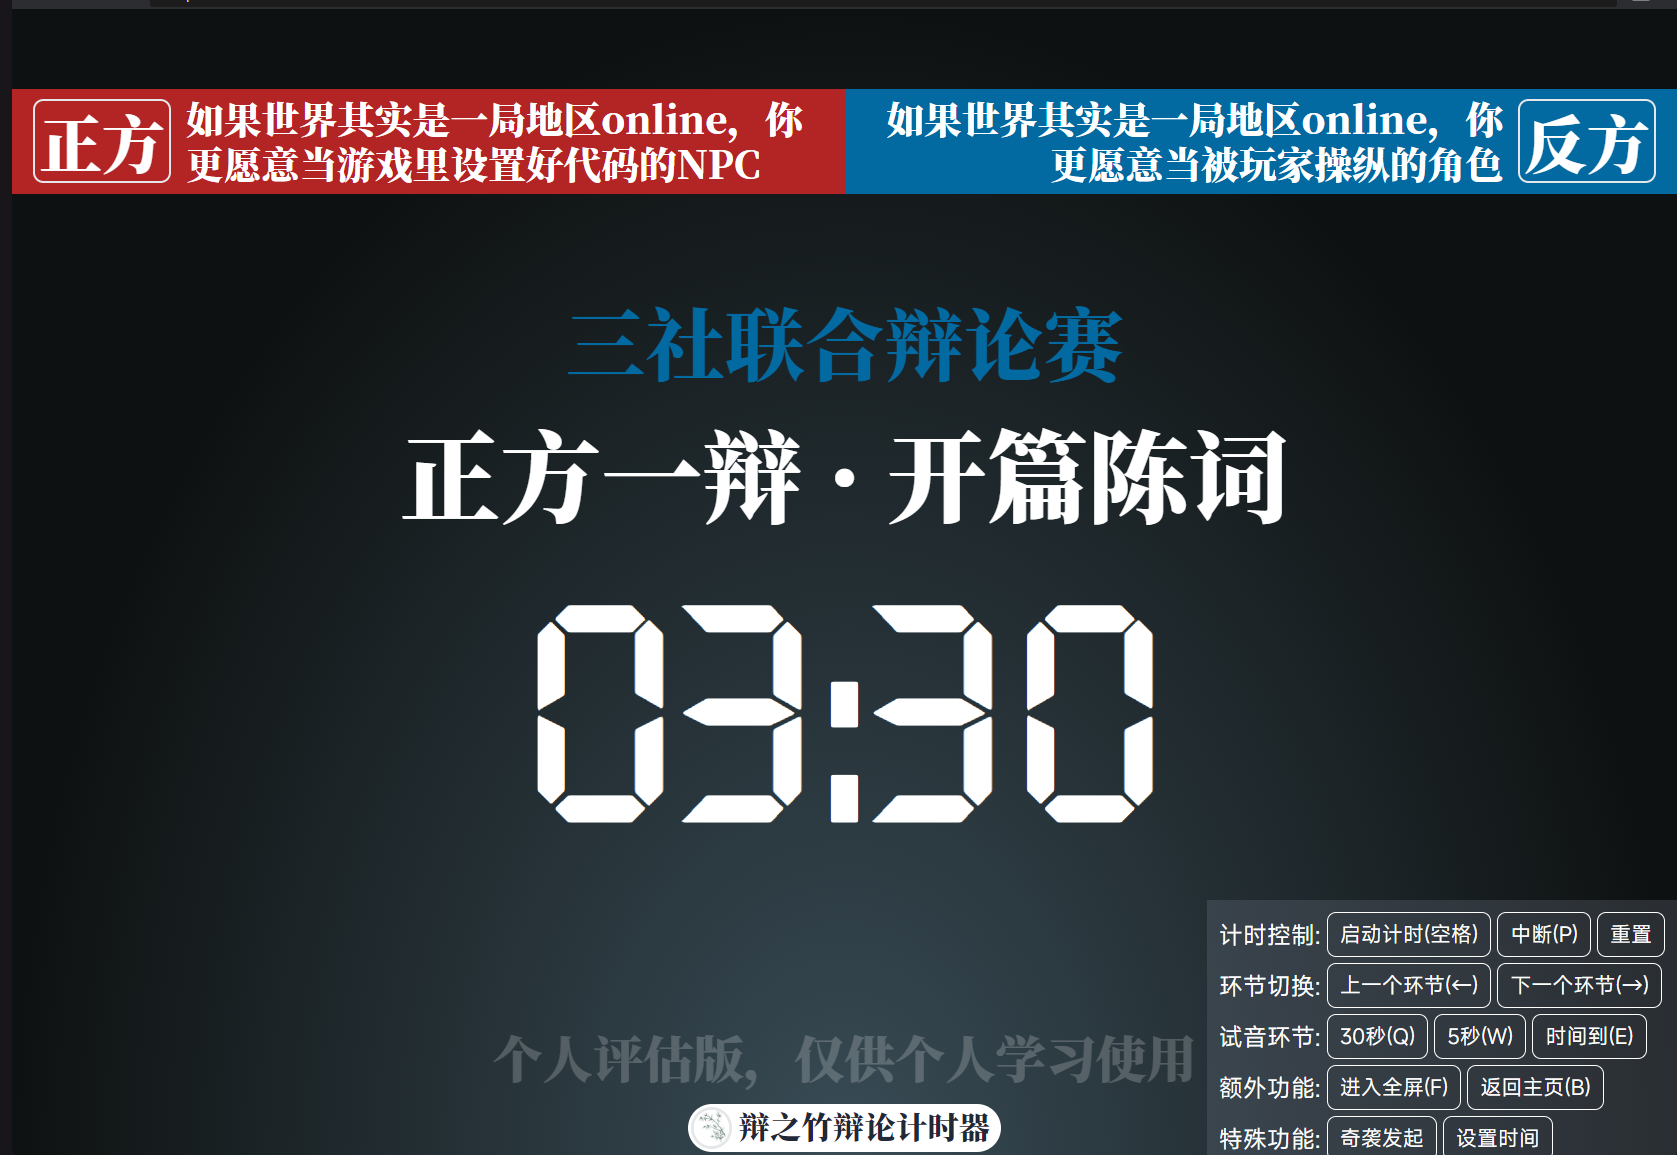 正方
如果世界其实是一局地区online，你
更愿意当游戏里设置好代码的NPC
如果世界其实是一局地区online，你
更愿意当被玩家操纵的角色
反方
三社联合辩论赛
正方一辩 · 开篇陈词
03:30
计时控制: 启动计时(空格) 中断(P) 重置
环节切换: 上一个环节(←) 下一个环节(→)
试音环节: 30秒(Q) 5秒(W) 时间到(E)
额外功能: 进入全屏(F) 返回主页(B)
特殊功能: 奇袭发起 设置时间
个人评估版，仅供个人学习使用
辩之竹辩论计时器